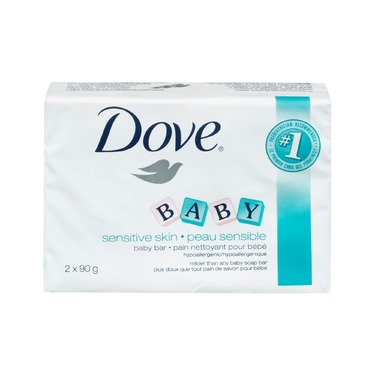 Dove
#1
BABY
sensitive skin • peau sensible
baby bar • pain nettoyant pour bébé
hypoallergenic/hypoallergénique
milder than any baby soap bar
2 x 90 g
plus doux que tout pain de savon pour bébé